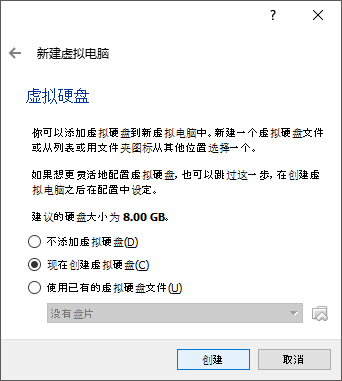 ?
新建虚拟电脑
虚拟硬盘
你可以添加虚拟硬盘到新虚拟电脑中。新建一个虚拟硬盘文件
或从列表或用文件夹图标从其他位置选择一个。
如果想更灵活地配置虚拟硬盘，也可以跳过这一步，在创建虚
拟电脑之后在配置中设定。
建议的硬盘大小为 8.00 GB。
不添加虚拟硬盘(D)
现在创建虚拟硬盘(C)
使用已有的虚拟硬盘文件(U)
没有盘片
创建
取消